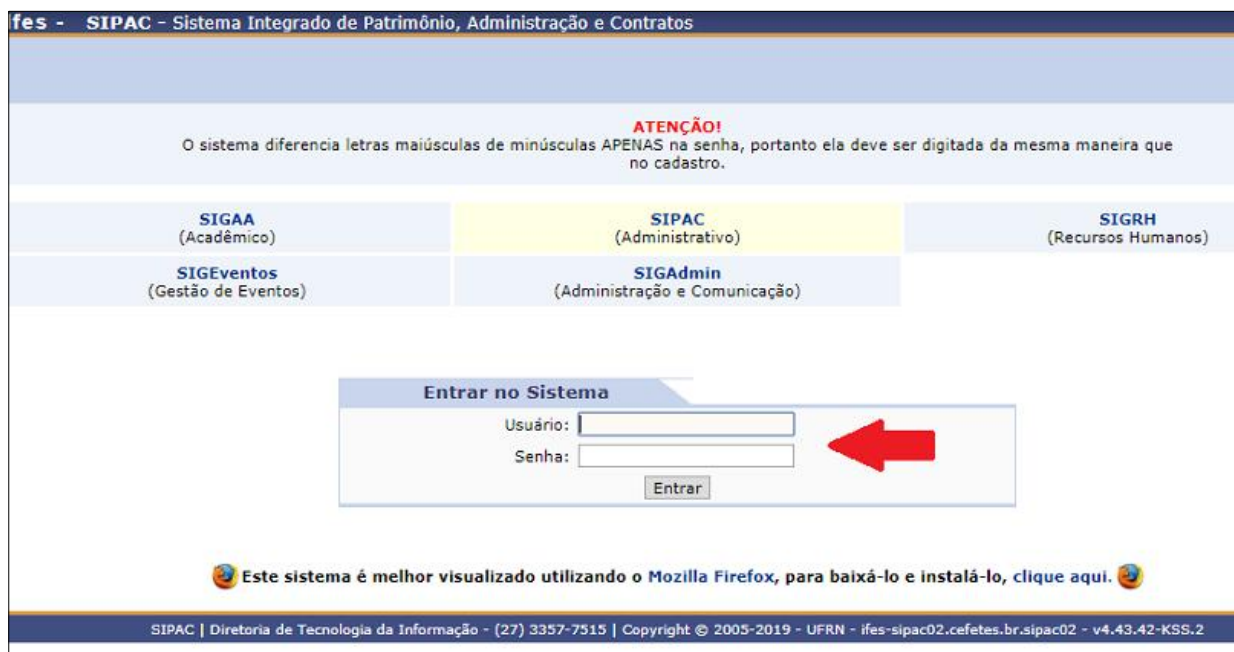 ifes - SIPAC - Sistema Integrado de Patrimônio, Administração e Contratos
ATENÇÃO!
O sistema diferencia letras maiúsculas de minúsculas APENAS na senha, portanto ela deve ser digitada da mesma maneira que
no cadastro.
SIGAA
(Acadêmico)
SIPAC
(Administrativo)
SIGRH
(Recursos Humanos)
SIGEventos
(Gestão de Eventos)
SIGAdmin
(Administração e Comunicação)
Entrar no Sistema
Usuário:
Senha:
Entrar
Este sistema é melhor visualizado utilizando o Mozilla Firefox, para baixá-lo e instalá-lo, clique aqui.
SIPAC | Diretoria de Tecnologia da Informação - (27) 3357-7515 | Copyright © 2005-2019 - UFRN - ifes-sipac02.cefetes.br.sipac02 - v4.43.42-KSS.2